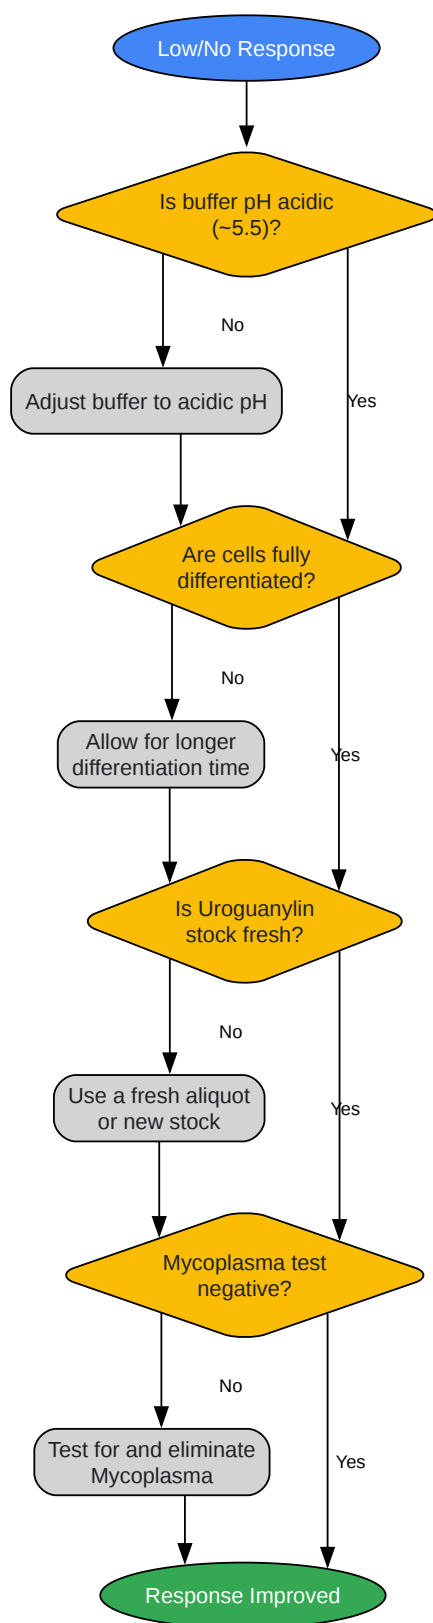 Low/No Response
Is buffer pH acidic
(~5.5)?
No
Adjust buffer to acidic pH
Yes
Are cells fully
differentiated?
No
Allow for longer
differentiation time
Yes
Is Uroguanylin
stock fresh?
No
Use a fresh aliquot
or new stock
Yes
Mycoplasma test
negative?
No
Test for and eliminate
Mycoplasma
Yes
Response Improved